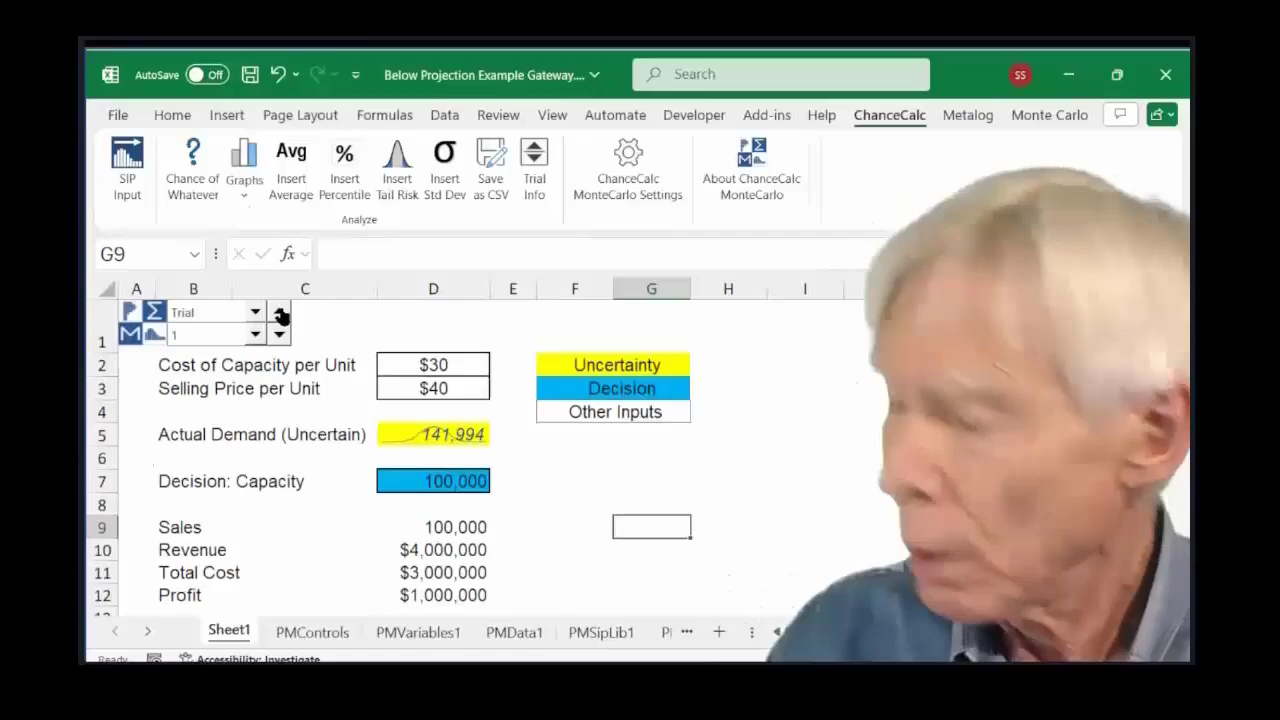 AutoSave Off Below Projection Example Gateway.... Search SS
File Home Insert Page Layout Formulas Data Review View Automate Developer Add-ins Help ChanceCalc Metalog Monte Carlo
SIP Input
Chance of Whatever
Graphs
Avg
Insert Average
%
Insert Percentile
Insert Tail Risk
σ
Insert Std Dev
Save as CSV
Trial Info
ChanceCalc MonteCarlo Settings
About ChanceCalc MonteCarlo
Analyze
G9 fx
A B C D E F G H I
P Σ Trial
M 1
1
2 Cost of Capacity per Unit $30 Uncertainty
3 Selling Price per Unit $40 Decision
4 Other Inputs
5 Actual Demand (Uncertain) 141,994
6
7 Decision: Capacity 100,000
8
9 Sales 100,000
10 Revenue $4,000,000
11 Total Cost $3,000,000
12 Profit $1,000,000
Sheet1 PMControls PMVariables1 PMData1 PMSipLib1
Ready Accessibility: Investigate